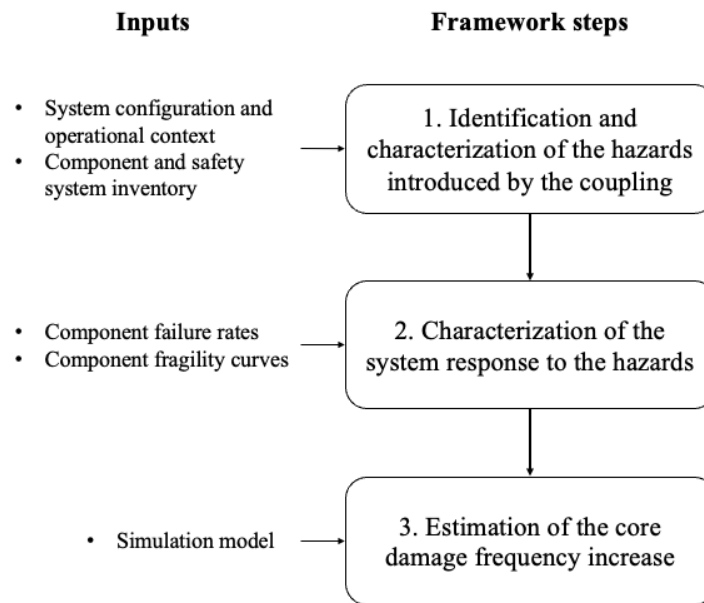 Inputs
Framework steps
• System configuration and
operational context
• Component and safety
system inventory
1. Identification and
characterization of the hazards
introduced by the coupling
• Component failure rates
• Component fragility curves
2. Characterization of the
system response to the hazards
• Simulation model
3. Estimation of the core
damage frequency increase